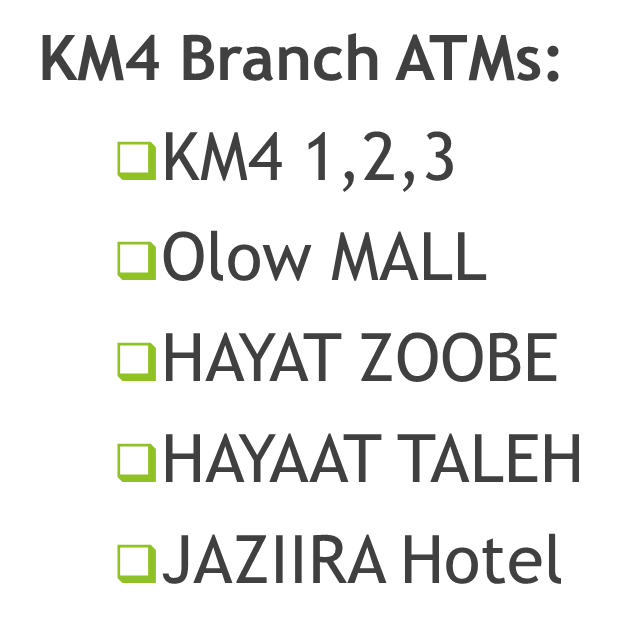 KM4 Branch ATMs:
❑KM4 1,2,3
❑Olow MALL
❑HAYAT ZOOBE
❑HAYAAT TALEH
❑JAZIIRA Hotel